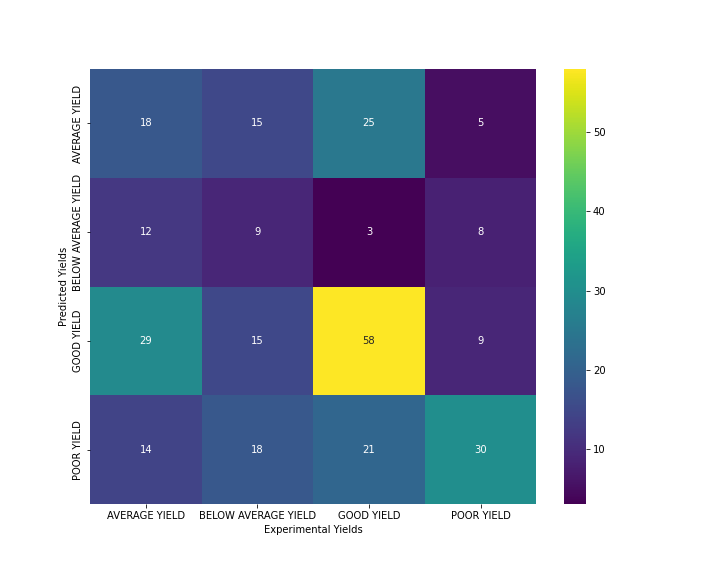 AVERAGE YIELD
BELOW AVERAGE YIELD
GOOD YIELD
POOR YIELD
Predicted Yields
18 15 25 5
12 9 3 8
29 15 58 9
14 18 21 30
AVERAGE YIELD BELOW AVERAGE YIELD GOOD YIELD POOR YIELD
Experimental Yields
50
40
30
20
10